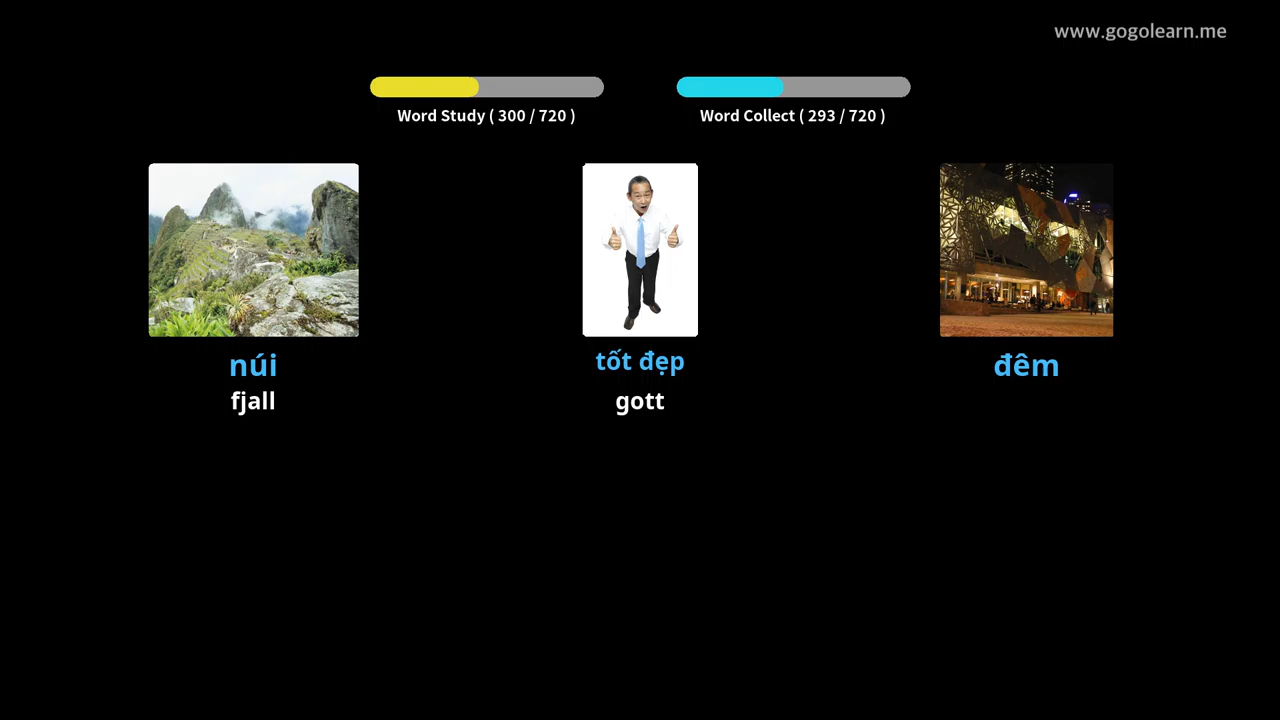 www.gogolearn.me
Word Study ( 300 / 720 )
Word Collect ( 293 / 720 )
núi
tốt đẹp
đêm
fjall
gott